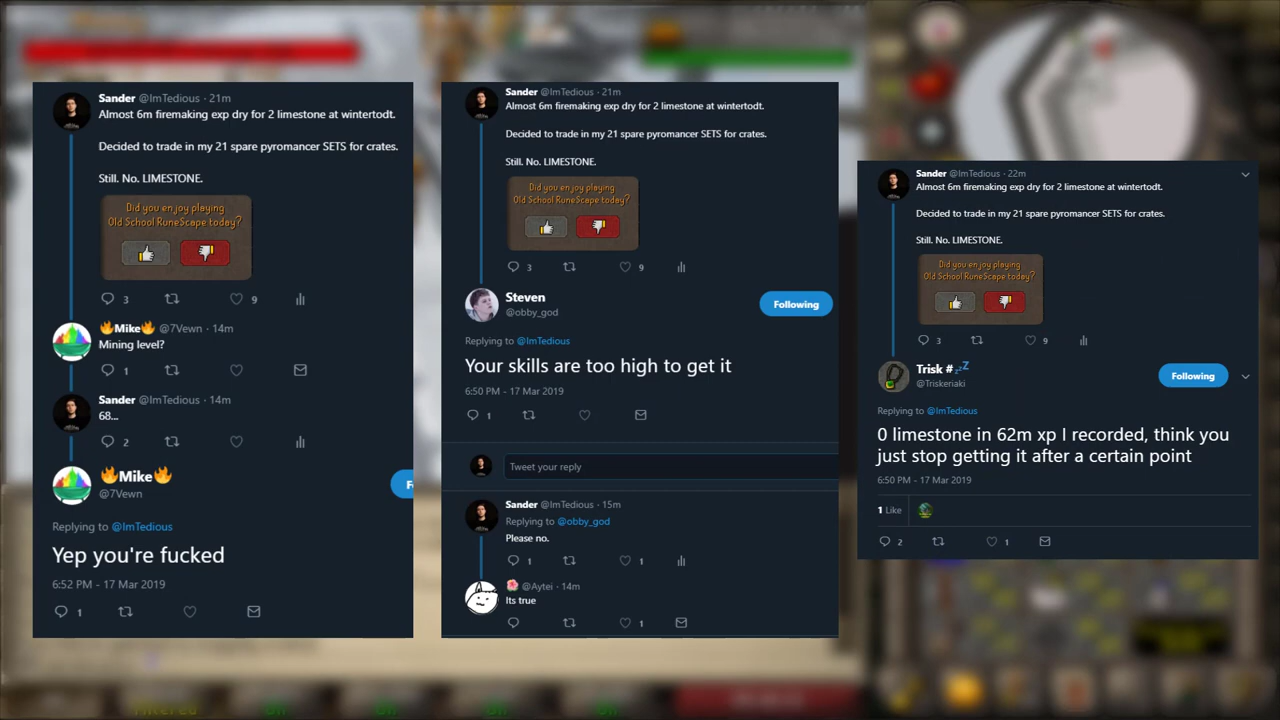 Sander @ImTedious · 21m
Almost 6m firemaking exp dry for 2 limestone at wintertodt.
Decided to trade in my 21 spare pyromancer SETS for crates.
Still. No. LIMESTONE.
Did you enjoy playing
Old School RuneScape today?
3 9
🔥Mike🔥 @7Vewn · 14m
Mining level?
1
Sander @ImTedious · 14m
68...
2
🔥Mike🔥
@7Vewn
F
Replying to @ImTedious
Yep you're fucked
6:52 PM - 17 Mar 2019
1
Sander @ImTedious · 21m
Almost 6m firemaking exp dry for 2 limestone at wintertodt.
Decided to trade in my 21 spare pyromancer SETS for crates.
Still. No. LIMESTONE.
Did you enjoy playing
Old School RuneScape today?
3 9
Steven
@obby_god
Following
Replying to @ImTedious
Your skills are too high to get it
6:50 PM - 17 Mar 2019
1
Tweet your reply
Sander @ImTedious · 15m
Replying to @obby_god
Please no.
1 1
🌺 @Aytei · 14m
Its true
1
Sander @ImTedious · 22m
Almost 6m firemaking exp dry for 2 limestone at wintertodt.
Decided to trade in my 21 spare pyromancer SETS for crates.
Still. No. LIMESTONE.
Did you enjoy playing
Old School RuneScape today?
3 9
Trisk #💤
@Triskeriaki
Following
Replying to @ImTedious
0 limestone in 62m xp I recorded, think you
just stop getting it after a certain point
6:50 PM - 17 Mar 2019
1 Like
2 1